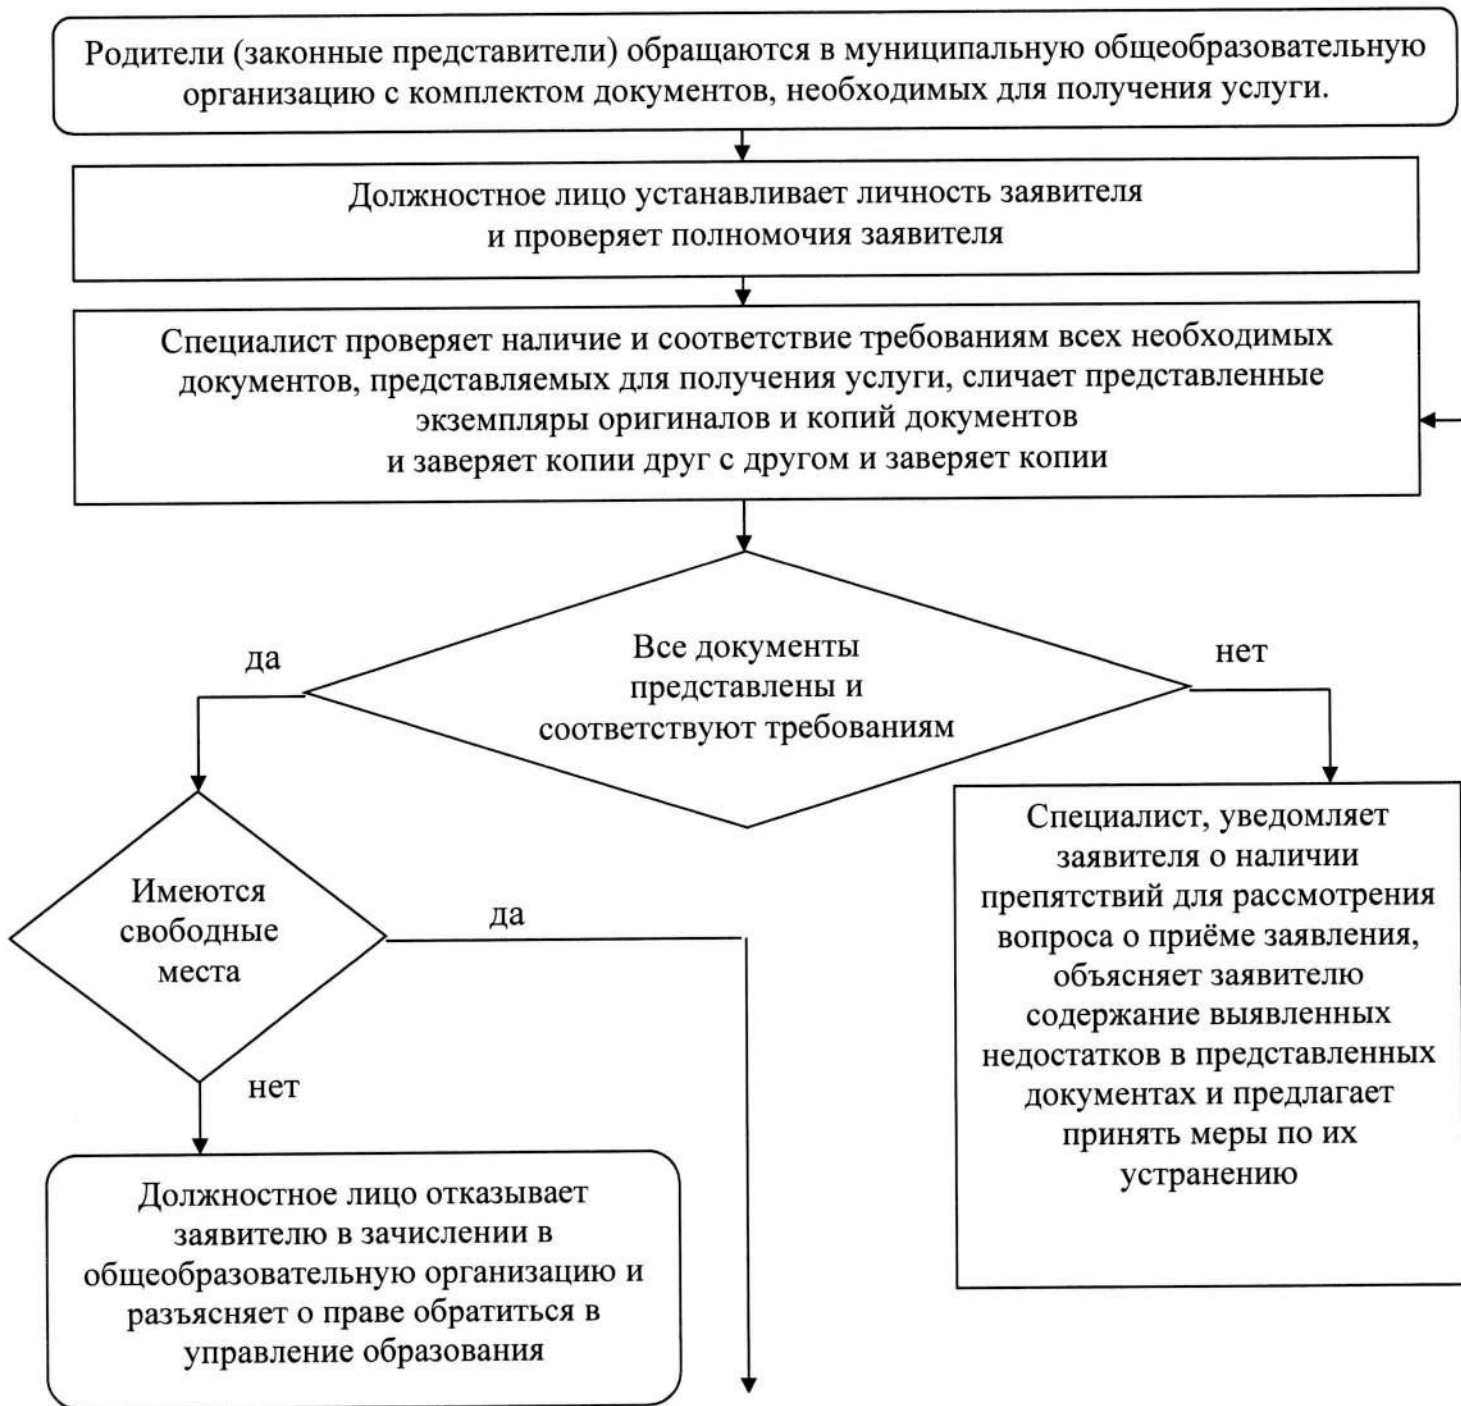 Родители (законные представители) обращаются в муниципальную общеобразовательную
организацию с комплектом документов, необходимых для получения услуги.
Должностное лицо устанавливает личность заявителя
и проверяет полномочия заявителя
Специалист проверяет наличие и соответствие требованиям всех необходимых
документов, представляемых для получения услуги, сличает представленные
экземпляры оригиналов и копий документов
и заверяет копии друг с другом и заверяет копии
да
Все документы
представлены и
соответствуют требованиям
нет
Имеются
свободные
места
да
нет
Специалист, уведомляет
заявителя о наличии
препятствий для рассмотрения
вопроса о приёме заявления,
объясняет заявителю
содержание выявленных
недостатков в представленных
документах и предлагает
принять меры по их
устранению
Должностное лицо отказывает
заявителю в зачислении в
общеобразовательную организацию и
разъясняет о праве обратиться в
управление образования